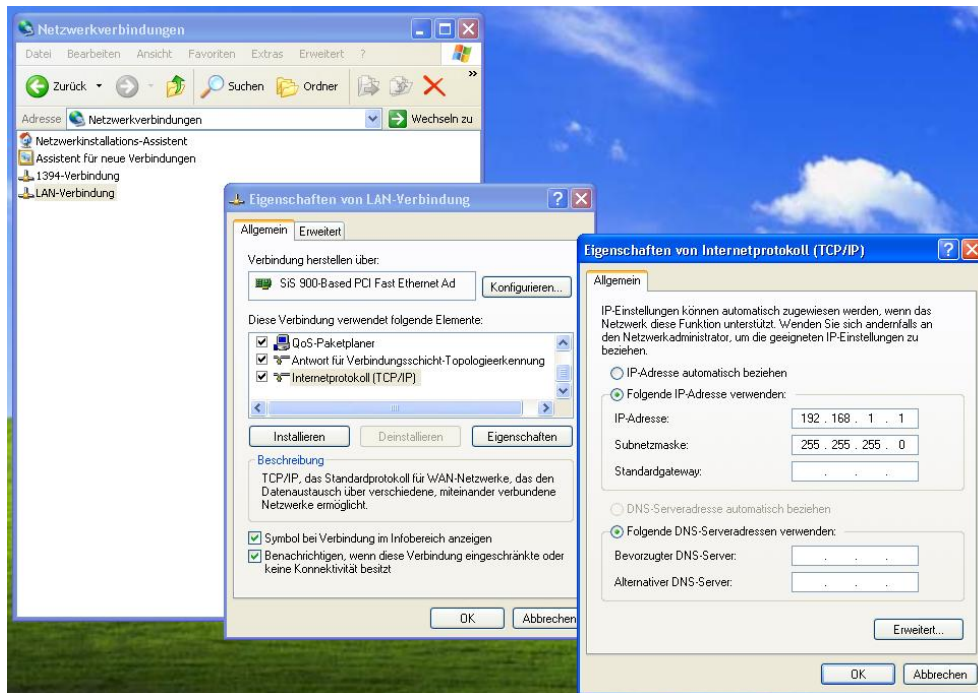 Netzwerkverbindungen
Datei Bearbeiten Ansicht Favoriten Extras Erweitert ?
Zurück Suchen Ordner »
Adresse Netzwerkverbindungen Wechseln zu
Netzwerkinstallations-Assistent
Assistent für neue Verbindungen
1394-Verbindung
LAN-Verbindung
Eigenschaften von LAN-Verbindung
Allgemein Erweitert
Verbindung herstellen über:
SiS 900-Based PCI Fast Ethernet Ad Konfigurieren...
Diese Verbindung verwendet folgende Elemente:
QoS-Paketplaner
Antwort für Verbindungsschicht-Topologieerkennung
Internetprotokoll (TCP/IP)
Installieren Deinstallieren Eigenschaften
Beschreibung
TCP/IP, das Standardprotokoll für WAN-Netzwerke, das den
Datenaustausch über verschiedene, miteinander verbundene
Netzwerke ermöglicht.
Symbol bei Verbindung im Infobereich anzeigen
Benachrichtigen, wenn diese Verbindung eingeschränkte oder
keine Konnektivität besitzt
OK Abbrechen
Eigenschaften von Internetprotokoll (TCP/IP) ?
Allgemein
IP-Einstellungen können automatisch zugewiesen werden, wenn das
Netzwerk diese Funktion unterstützt. Wenden Sie sich andernfalls an
den Netzwerkadministrator, um die geeigneten IP-Einstellungen zu
beziehen.
IP-Adresse automatisch beziehen
Folgende IP-Adresse verwenden:
IP-Adresse: 192 . 168 . 1 . 1
Subnetzmaske: 255 . 255 . 255 . 0
Standardgateway: . . .
DNS-Serveradresse automatisch beziehen
Folgende DNS-Serveradressen verwenden:
Bevorzugter DNS-Server: . . .
Alternativer DNS-Server: . . .
Erweitert...
OK Abbrechen